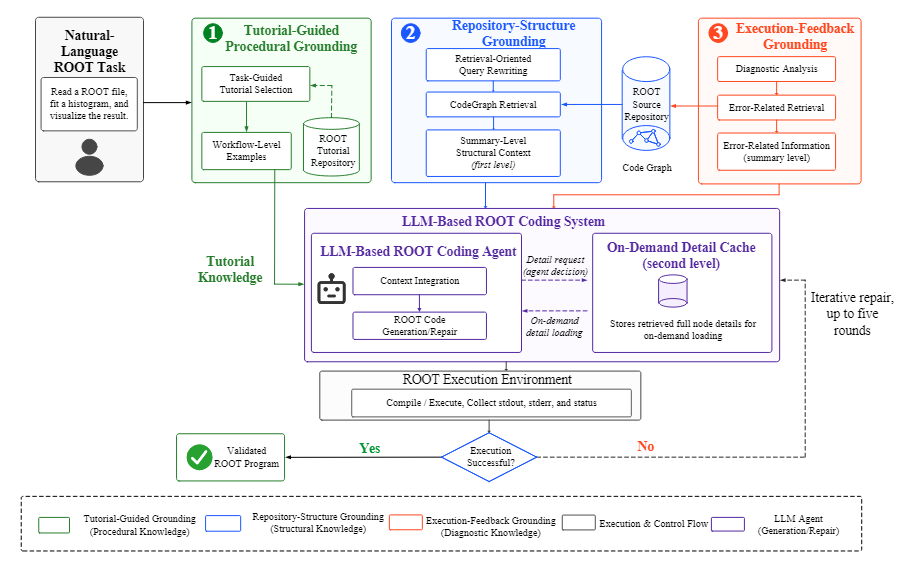 Natural-
Language
ROOT Task
Read a ROOT file,
fit a histogram, and
visualize the result.
1
Tutorial-Guided
Procedural Grounding
Task-Guided
Tutorial Selection
Workflow-Level
Examples
ROOT
Tutorial
Repository
2
Repository-Structure
Grounding
Retrieval-Oriented
Query Rewriting
CodeGraph Retrieval
Summary-Level
Structural Context
(first level)
ROOT
Source
Repository
Code Graph
3
Execution-Feedback
Grounding
Diagnostic Analysis
Error-Related Retrieval
Error-Related Information
(summary level)
Tutorial
Knowledge
LLM-Based ROOT Coding System
LLM-Based ROOT Coding Agent
Context Integration
ROOT Code
Generation/Repair
Detail request
(agent decision)
On-demand
detail loading
On-Demand Detail Cache
(second level)
Stores retrieved full node details for
on-demand loading
Iterative repair,
up to five
rounds
ROOT Execution Environment
Compile / Execute, Collect stdout, stderr, and status
Execution
Successful?
Yes
No
Validated
ROOT Program
Tutorial-Guided Grounding
(Procedural Knowledge)
Repository-Structure Grounding
(Structural Knowledge)
Execution-Feedback Grounding
(Diagnostic Knowledge)
Execution & Control Flow
LLM Agent
(Generation/Repair)